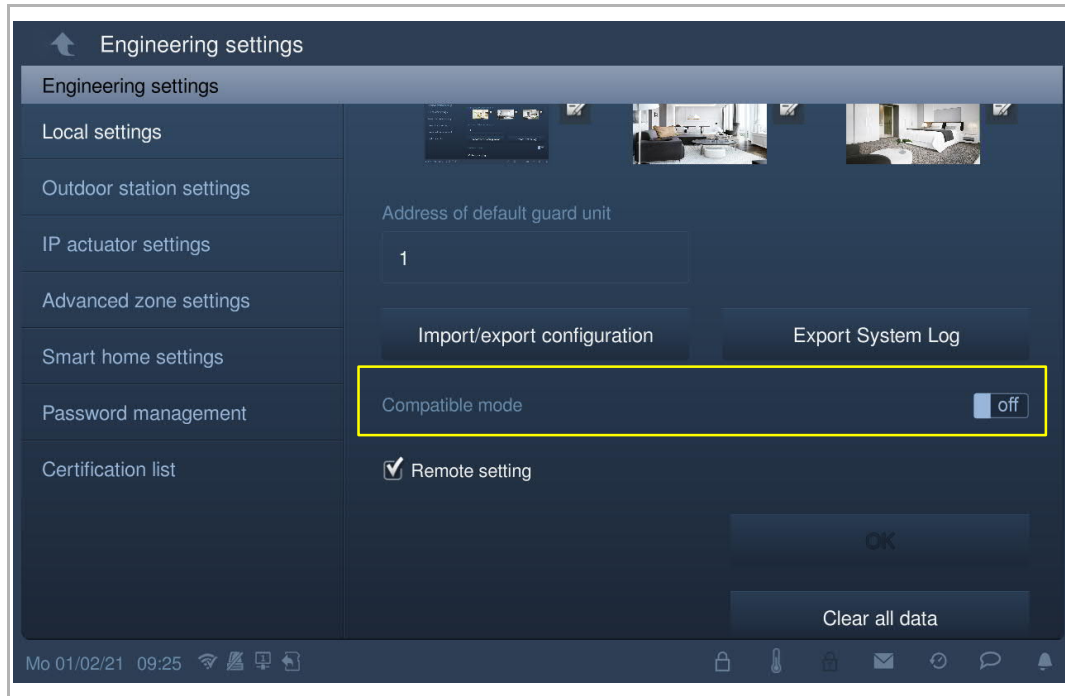 Engineering settings
Engineering settings
Local settings
Outdoor station settings
IP actuator settings
Advanced zone settings
Smart home settings
Password management
Certification list
Address of default guard unit
1
Import/export configuration
Export System Log
Compatible mode
off
Remote setting
OK
Clear all data
Mo 01/02/21 09:25